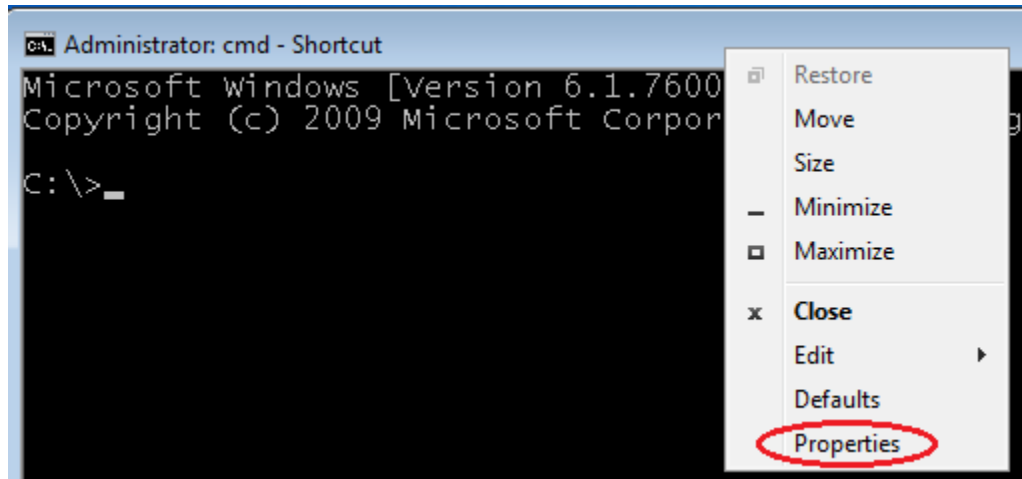 Administrator: cmd - Shortcut
Microsoft Windows [Version 6.1.7600
Copyright (c) 2009 Microsoft Corpor
C:\>_
Restore
Move
Size
Minimize
Maximize
Close
Edit
Defaults
Properties